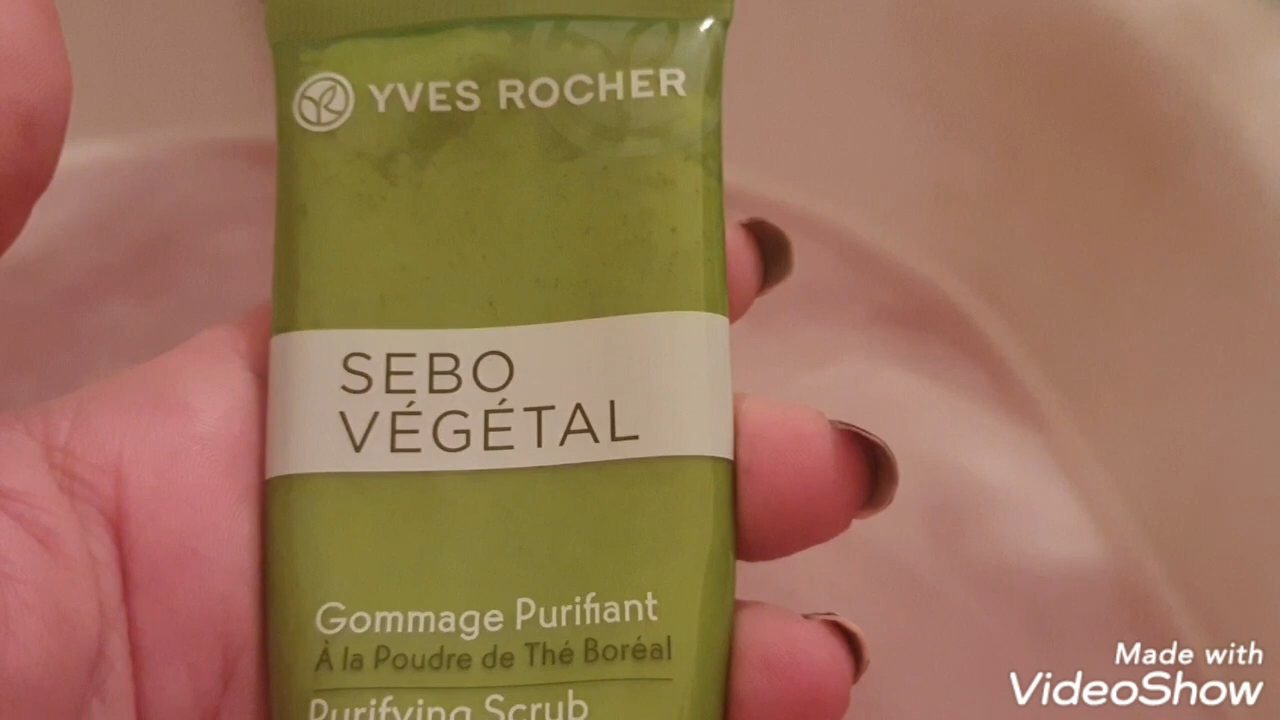 YVES ROCHER
SEBO
VÉGÉTAL
Gommage Purifiant
À la Poudre de Thé Boréal
Purifying Scrub
Made with
VideoShow